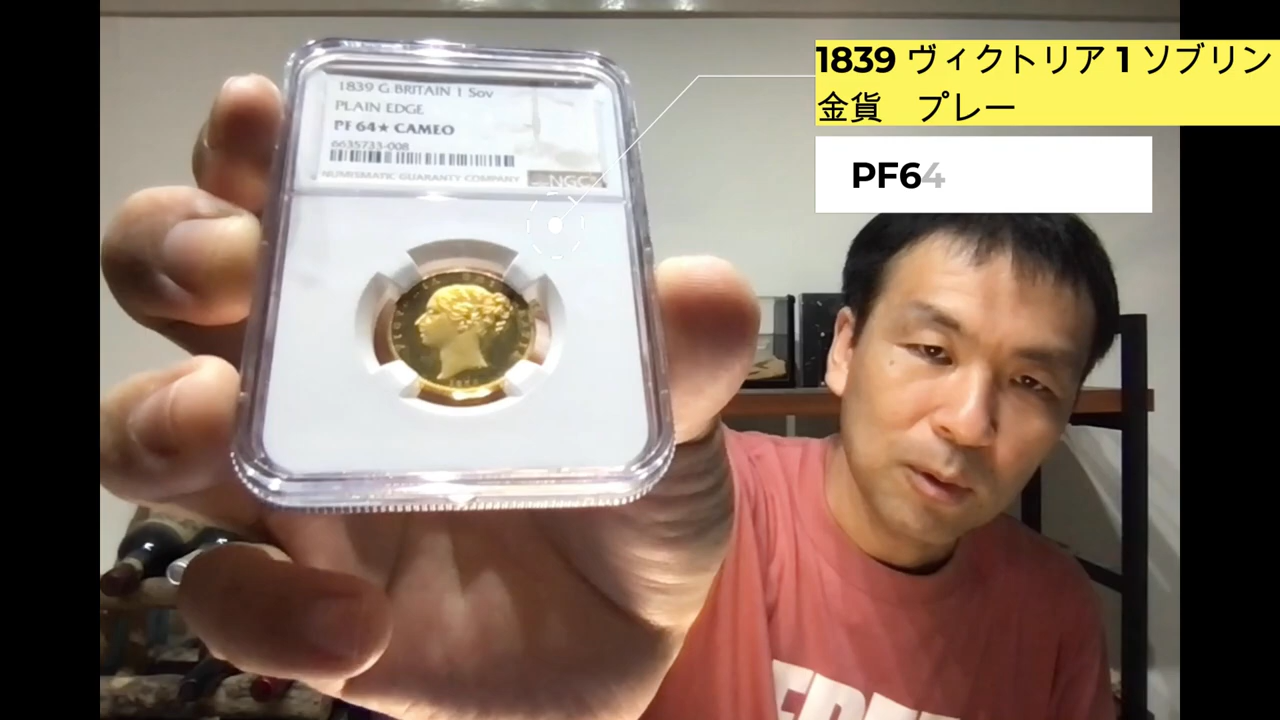 1839 G BRITAIN 1 Sov
PLAIN EDGE
PF 64★ CAMEO
6635733-008
NUMISMATIC GUARANTY COMPANY
NGC
1839 ヴィクトリア 1 ソブリン
金貨　プレー
PF64